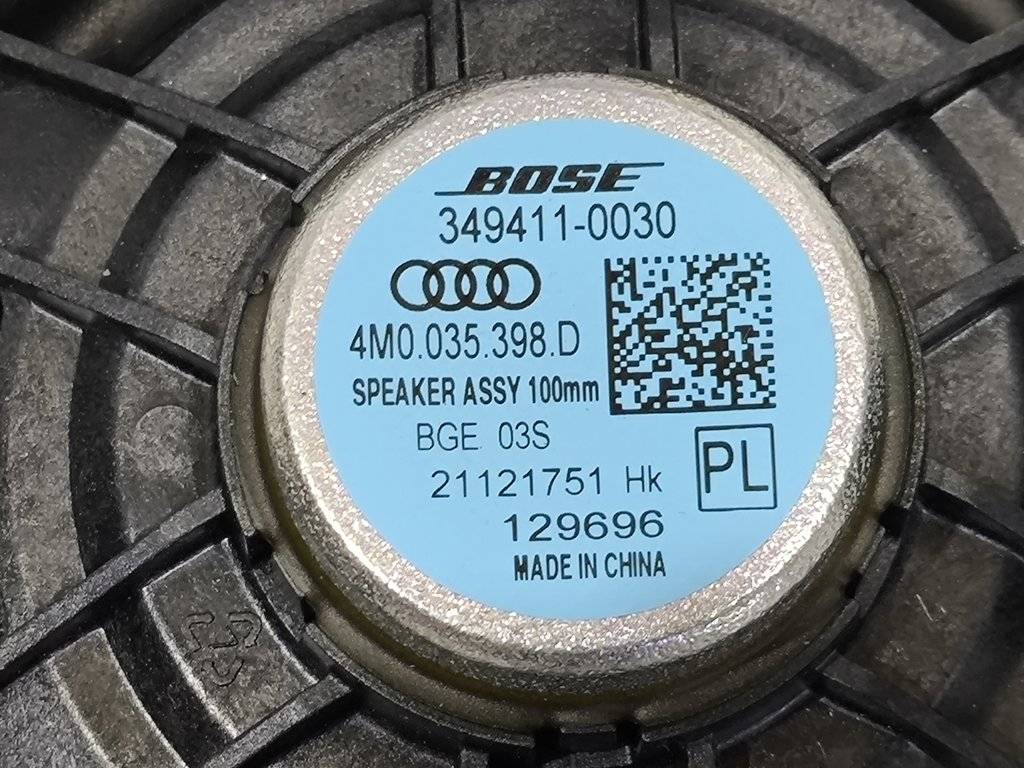 BOSE
349411-0030
4M0.035.398.D
SPEAKER ASSY 100mm
BGE 03S
PL
21121751 Hk
129696
MADE IN CHINA